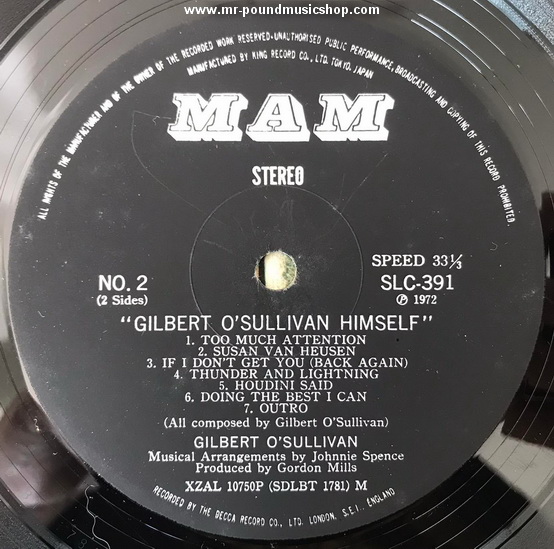 www.mr-poundmusicshop.com
ALL RIGHTS OF THE MANUFACTURER AND OF THE OWNER OF THE RECORDED WORK RESERVED-UNAUTHORISED PUBLIC PERFORMANCE, BROADCASTING AND COPYING OF THIS RECORD PROHIBITED.
MANUFACTURED BY KING RECORD CO., LTD. TOKYO, JAPAN
MAM
STEREO
SPEED 33⅓
NO. 2 SLC-391
(2 Sides) Ⓟ 1972
"GILBERT O'SULLIVAN HIMSELF"
1. TOO MUCH ATTENTION
2. SUSAN VAN HEUSEN
3. IF I DON'T GET YOU (BACK AGAIN)
4. THUNDER AND LIGHTNING
5. HOUDINI SAID
6. DOING THE BEST I CAN
7. OUTRO
(All composed by Gilbert O'Sullivan)
GILBERT O'SULLIVAN
Musical Arrangements by Johnnie Spence
Produced by Gordon Mills
XZAL 10750P (SDLBT 1781) M
RECORDED BY THE DECCA RECORD CO., LTD. LONDON. S.E.I. ENGLAND